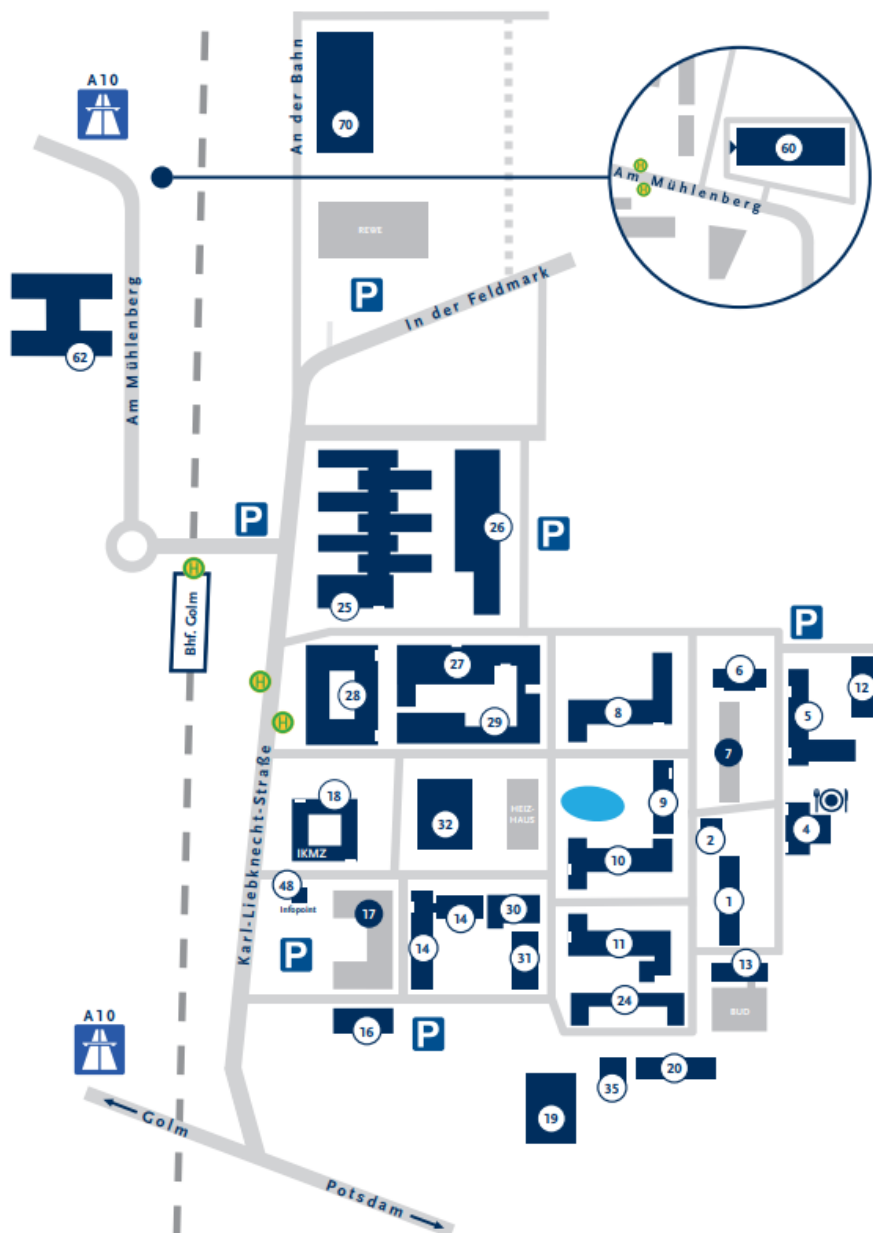 A10
An der Bahn
70
60
Am Mühlenberg
H
H
REWE
P
In der Feldmark
62
Am Mühlenberg
P
26
P
25
H
Bhf. Golm
27
28
29
H
H
8
6
P
12
5
7
Karl-Liebknecht-Straße
18
IKMZ
32
HEIZ-
HAUS
9
10
2
4
1
48
Infopoint
17
P
14
14
30
31
11
13
24
BUD
16
P
A10
20
35
19
Golm
Potsdam